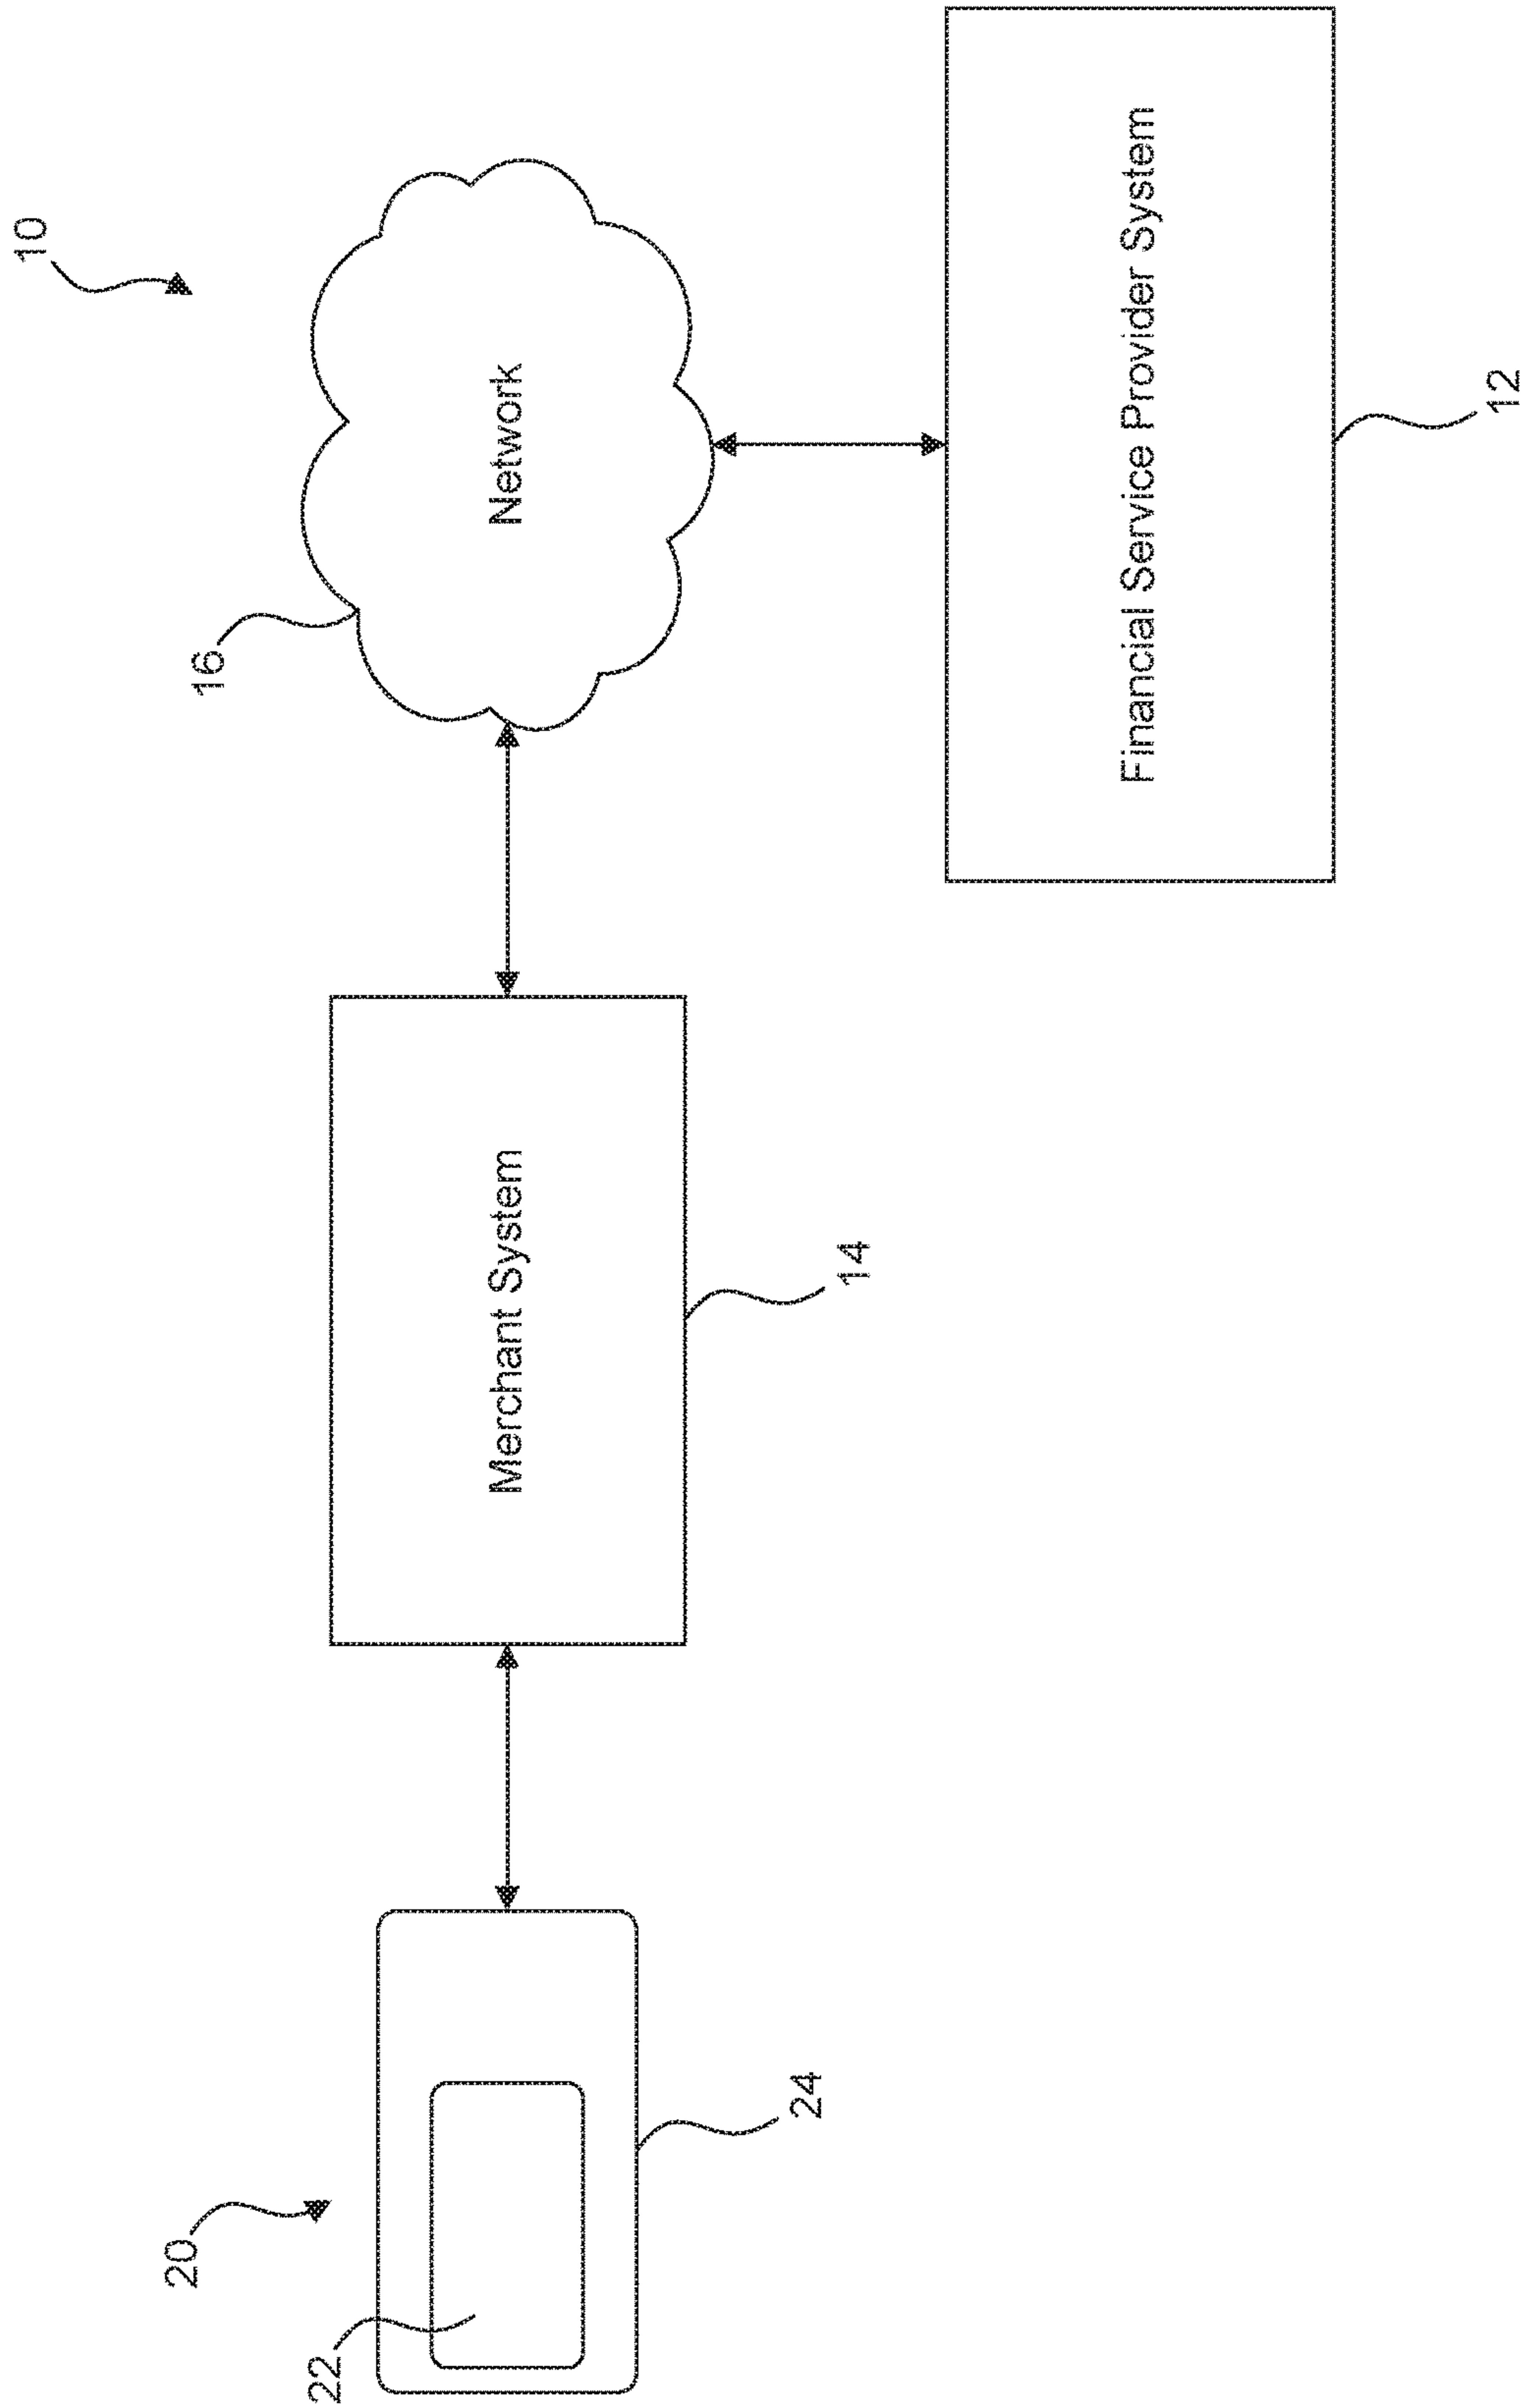 10
20
16
22
Merchant System
Network
24
14
Financial Service Provider System
12